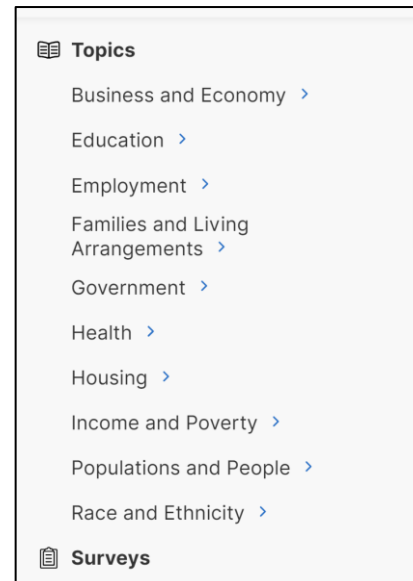 Topics
Business and Economy
Education
Employment
Families and Living
Arrangements
Government
Health
Housing
Income and Poverty
Populations and People
Race and Ethnicity
Surveys